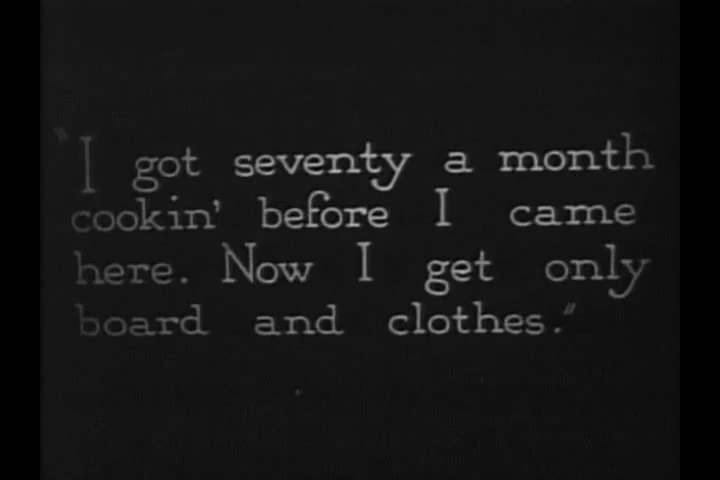 "I got seventy a month
cookin' before I came
here. Now I get only
board and clothes."